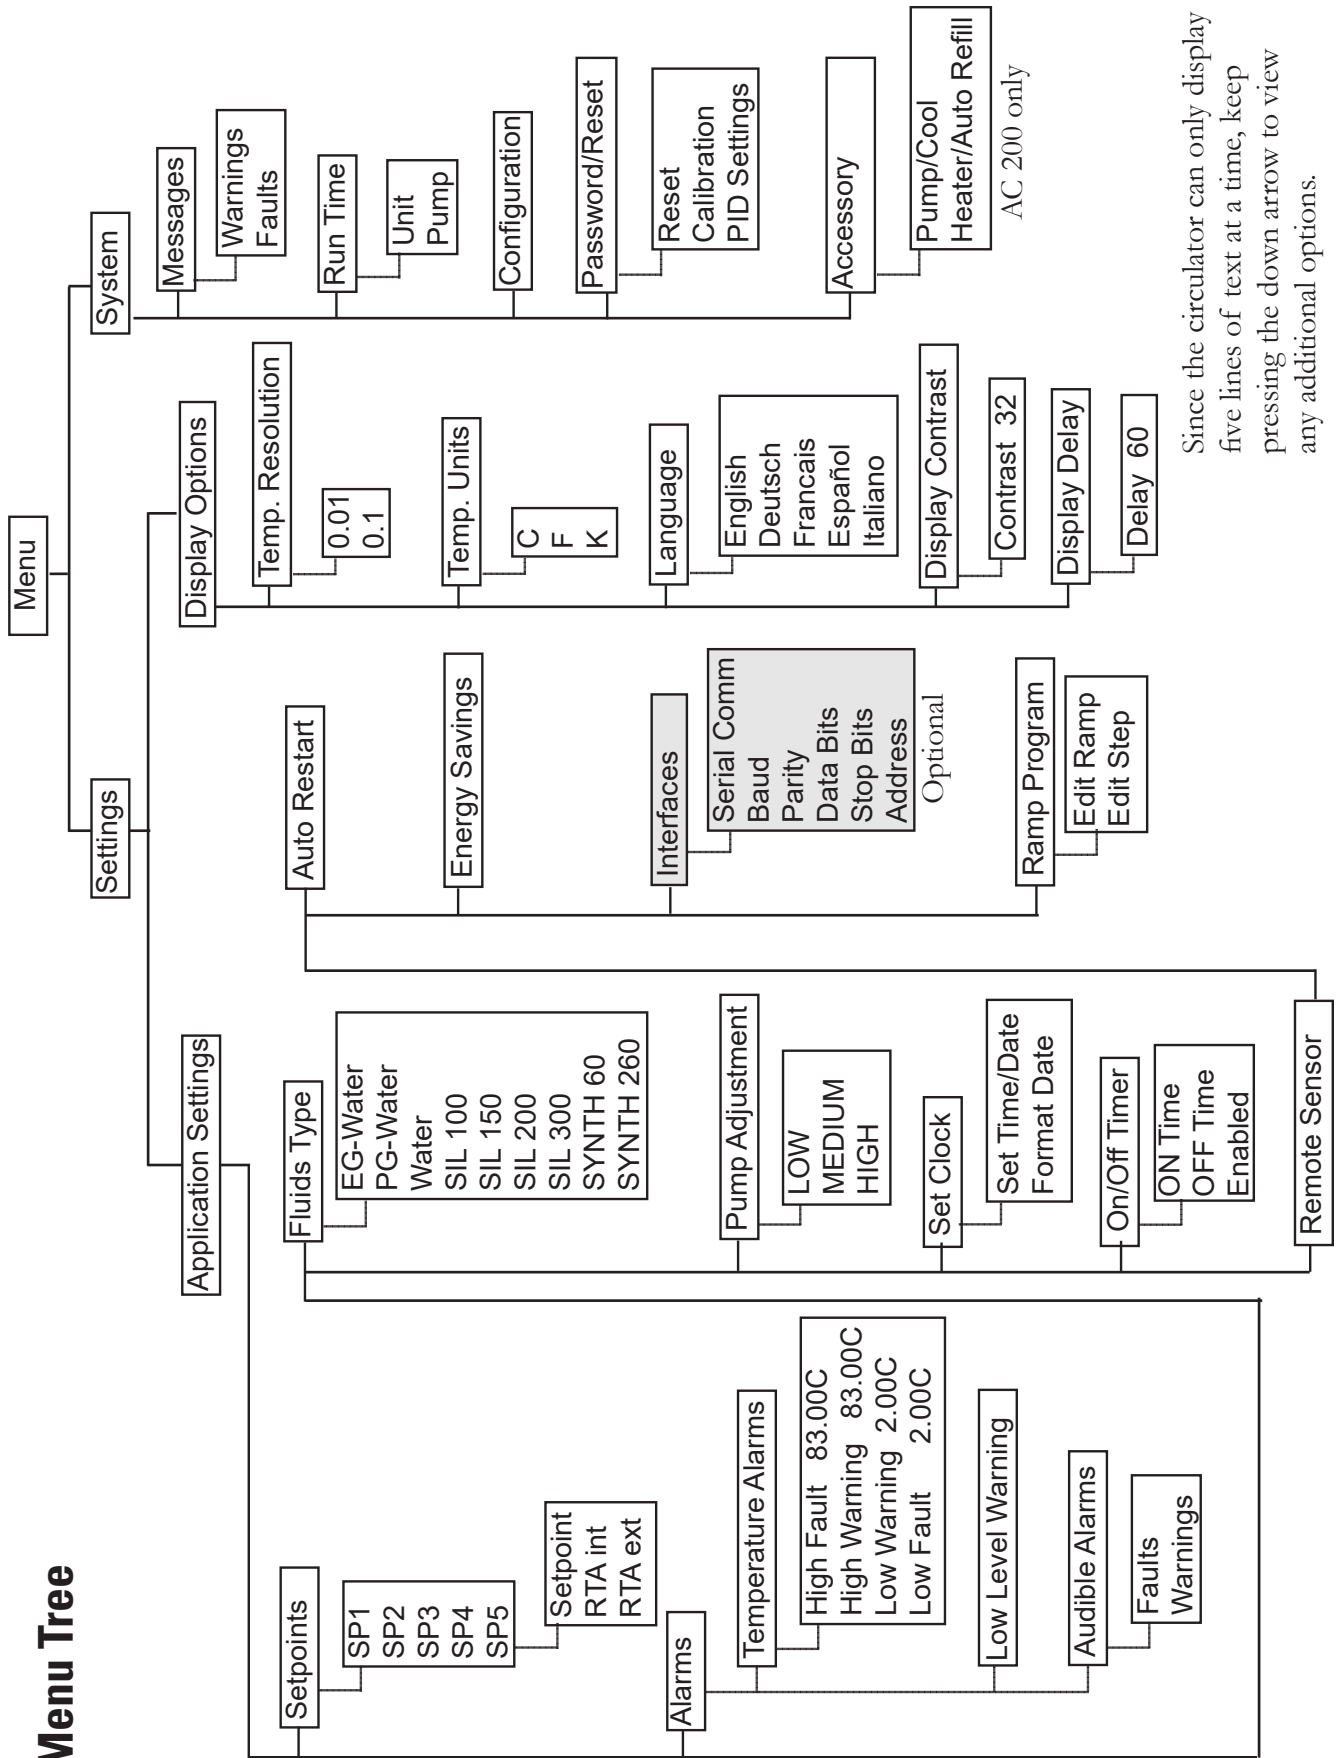 Menu Tree
Menu
Settings
System
Application Settings
Display Options
Setpoints
SP1
SP2
SP3
SP4
SP5
Setpoint
RTA int
RTA ext
Alarms
Temperature Alarms
High Fault 83.00C
High Warning 83.00C
Low Warning 2.00C
Low Fault 2.00C
Low Level Warning
Audible Alarms
Faults
Warnings
Fluids Type
EG-Water
PG-Water
Water
SIL 100
SIL 150
SIL 200
SIL 300
SYNTH 60
SYNTH 260
Pump Adjustment
LOW
MEDIUM
HIGH
Set Clock
Set Time/Date
Format Date
On/Off Timer
ON Time
OFF Time
Enabled
Remote Sensor
Auto Restart
Energy Savings
Interfaces
Serial Comm
Baud
Parity
Data Bits
Stop Bits
Address
Optional
Ramp Program
Edit Ramp
Edit Step
Temp. Resolution
0.01
0.1
Temp. Units
C
F
K
Language
English
Deutsch
Francais
Español
Italiano
Display Contrast
Contrast 32
Display Delay
Delay 60
Messages
Warnings
Faults
Run Time
Unit
Pump
Configuration
Password/Reset
Reset
Calibration
PID Settings
Accessory
Pump/Cool
Heater/Auto Refill
AC 200 only
Since the circulator can only display
five lines of text at a time, keep
pressing the down arrow to view
any additional options.